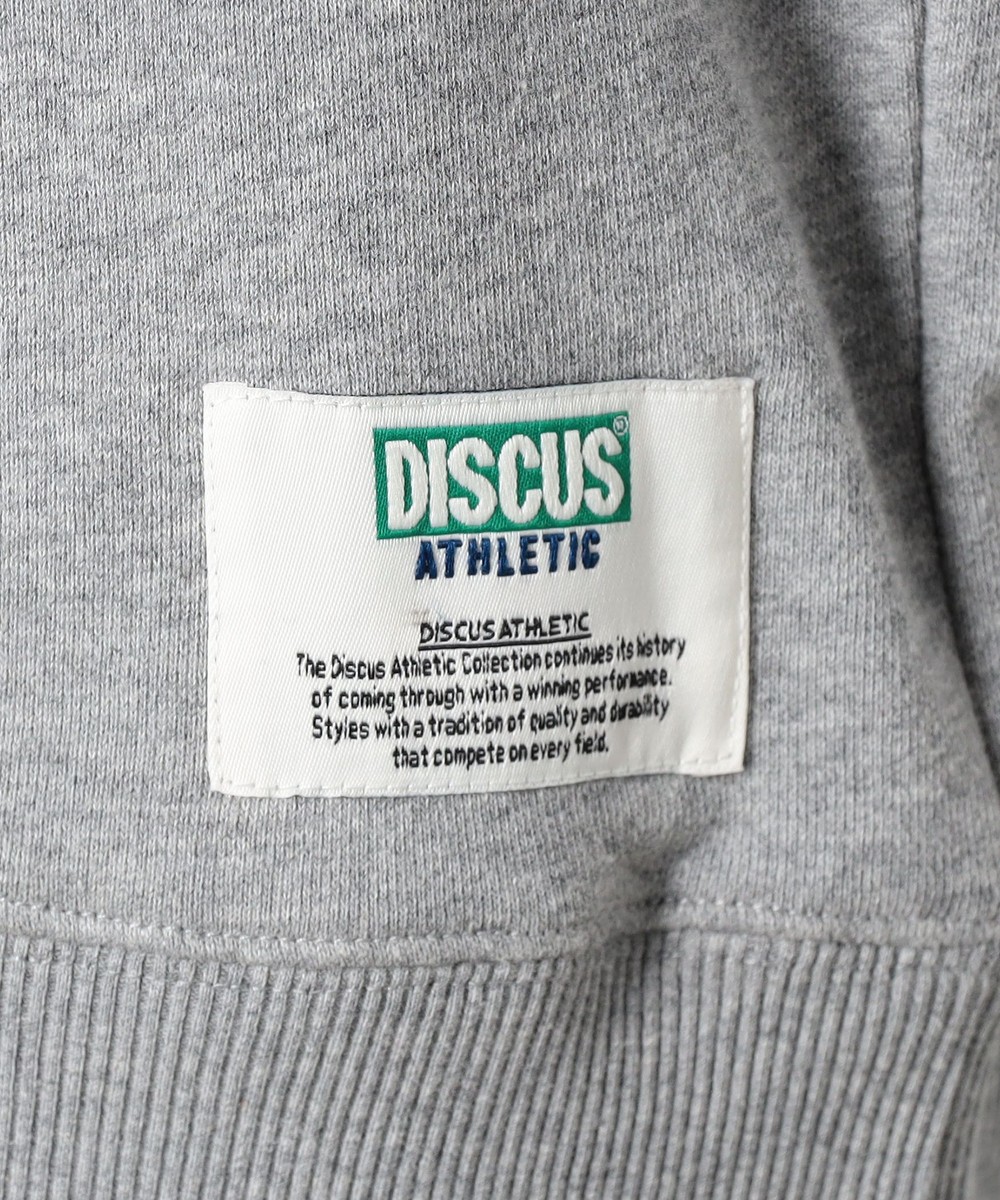 DISCUS®
ATHLETIC
DISCUS ATHLETIC
The Discus Athletic Collection continues its history
of coming through with a winning performance.
Styles with a tradition of quality and durability
that compete on every field.